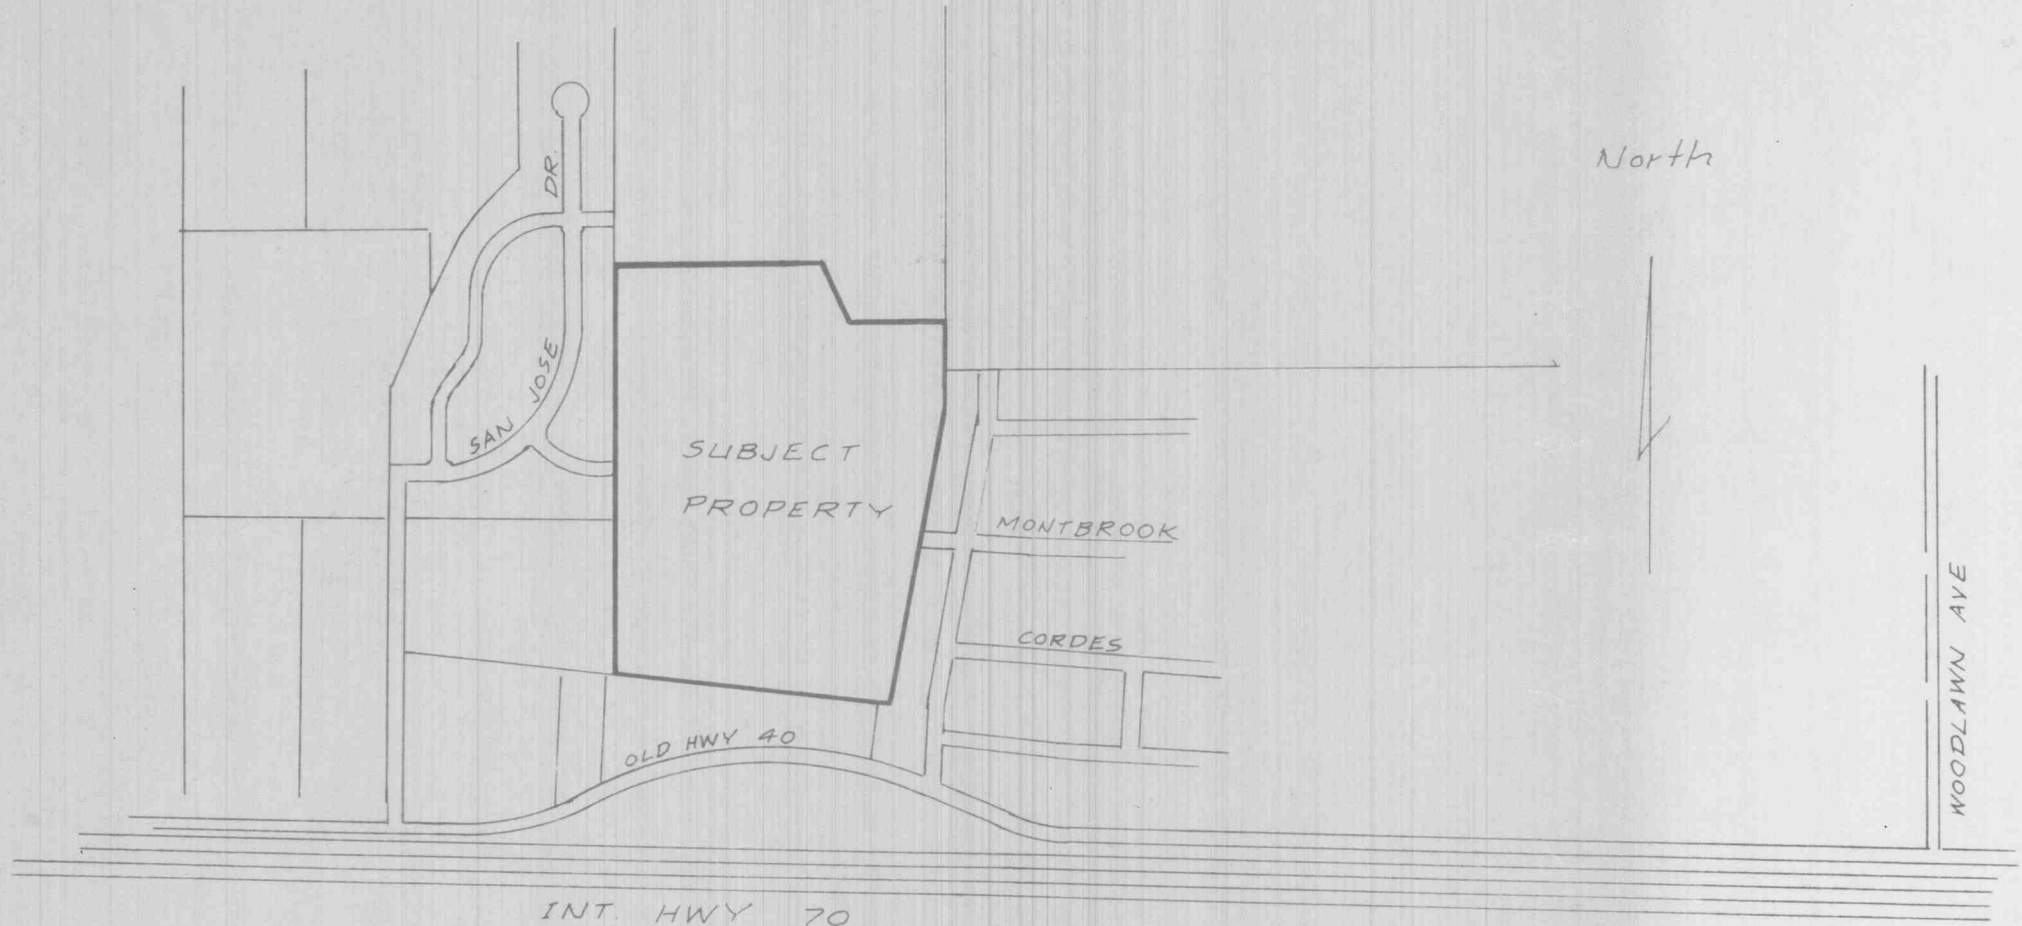 DR.
North
SAN JOSE
SUBJECT
PROPERTY
MONTBROOK
CORDES
OLD HWY 40
WOODLAWN AVE
INT. HWY 70